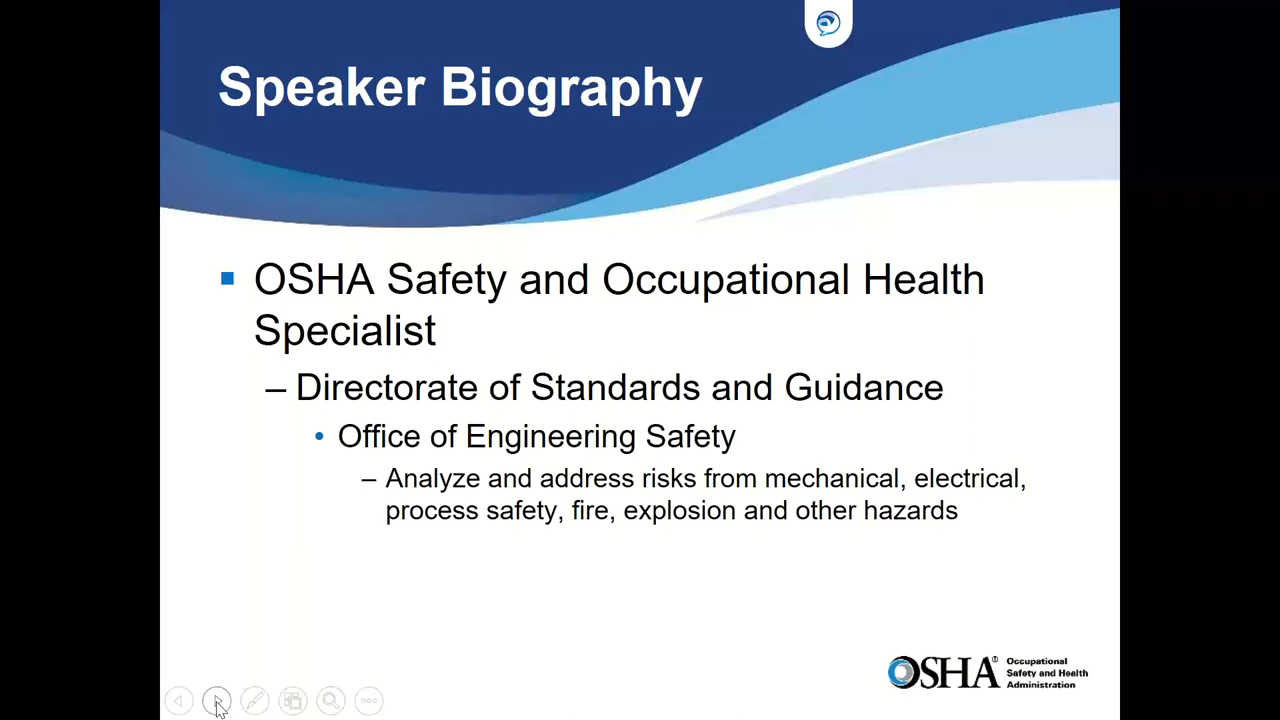 Speaker Biography
▪ OSHA Safety and Occupational Health
Specialist
– Directorate of Standards and Guidance
• Office of Engineering Safety
– Analyze and address risks from mechanical, electrical,
process safety, fire, explosion and other hazards
OSHA®
Occupational
Safety and Health
Administration